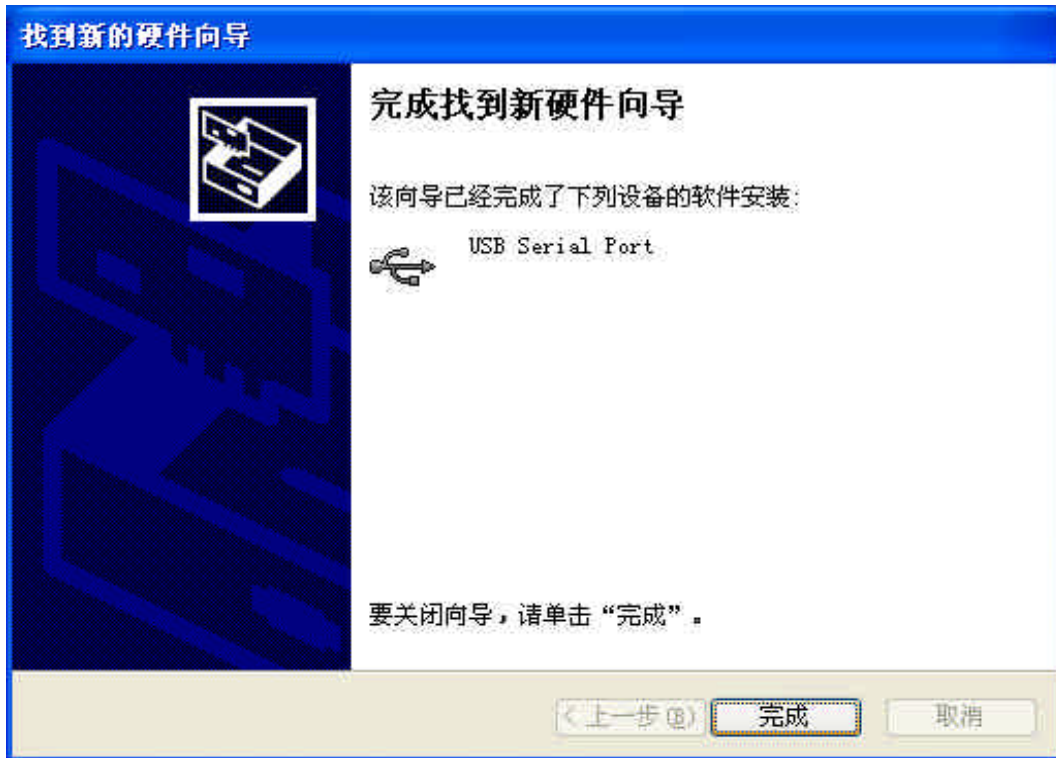 找到新的硬件向导
完成找到新硬件向导
该向导已经完成了下列设备的软件安装:
USB Serial Port
要关闭向导，请单击“完成”。
<上一步(B) 完成 取消